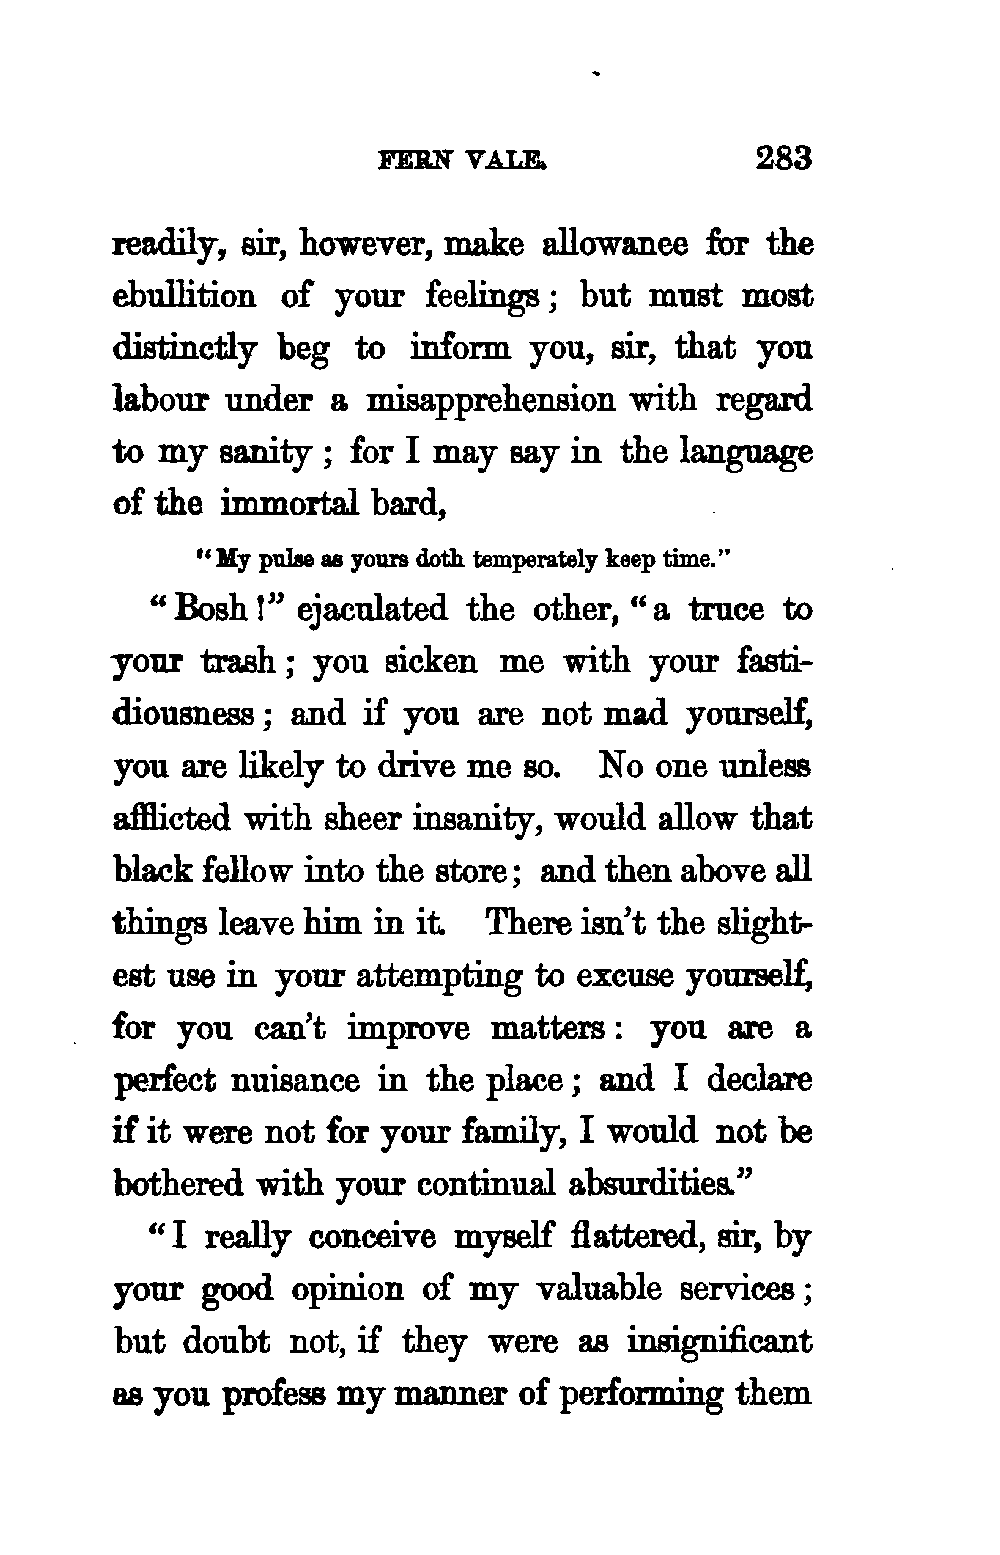 FERN VALE. 283
readily, sir, however, make allowance for the
ebullition of your feelings; but must most
distinctly beg to inform you, sir, that you
labour under a misapprehension with regard
to my sanity; for I may say in the language
of the immortal bard,
"My pulse as yours doth temperately keep time."
"Bosh!" ejaculated the other, "a truce to
your trash; you sicken me with your fasti-
diousness; and if you are not mad yourself,
you are likely to drive me so. No one unless
afflicted with sheer insanity, would allow that
black fellow into the store; and then above all
things leave him in it. There isn't the slight-
est use in your attempting to excuse yourself,
for you can't improve matters: you are a
perfect nuisance in the place; and I declare
if it were not for your family, I would not be
bothered with your continual absurdities."
"I really conceive myself flattered, sir, by
your good opinion of my valuable services;
but doubt not, if they were as insignificant
as you profess my manner of performing them